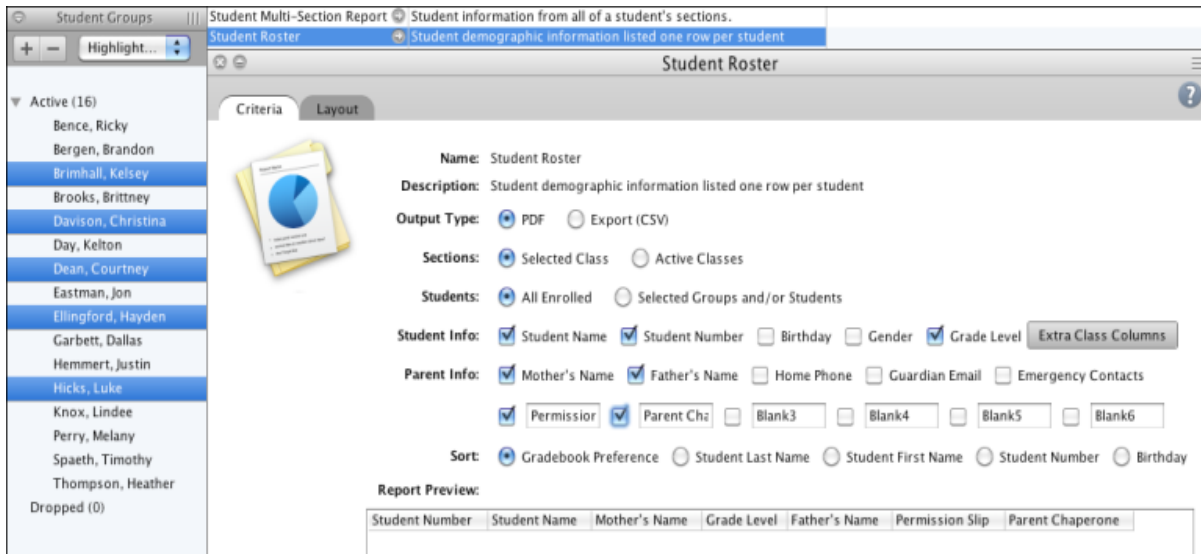 Student Groups
Highlight...
Active (16)
Bence, Ricky
Bergen, Brandon
Brimhall, Kelsey
Brooks, Brittney
Davison, Christina
Day, Kelton
Dean, Courtney
Eastman, Jon
Ellingford, Hayden
Garbett, Dallas
Hemmert, Justin
Hicks, Luke
Knox, Lindee
Perry, Melany
Spaeth, Timothy
Thompson, Heather
Dropped (0)
Student Multi-Section Report Student information from all of a student's sections.
Student Roster Student demographic information listed one row per student
Student Roster
?
Criteria Layout
Name: Student Roster
Description: Student demographic information listed one row per student
Output Type: PDF Export (CSV)
Sections: Selected Class Active Classes
Students: All Enrolled Selected Groups and/or Students
Student Info: Student Name Student Number Birthday Gender Grade Level Extra Class Columns
Parent Info: Mother's Name Father's Name Home Phone Guardian Email Emergency Contacts
Permission Parent Cha Blank3 Blank4 Blank5 Blank6
Sort: Gradebook Preference Student Last Name Student First Name Student Number Birthday
Report Preview:
Student Number Student Name Mother's Name Grade Level Father's Name Permission Slip Parent Chaperone